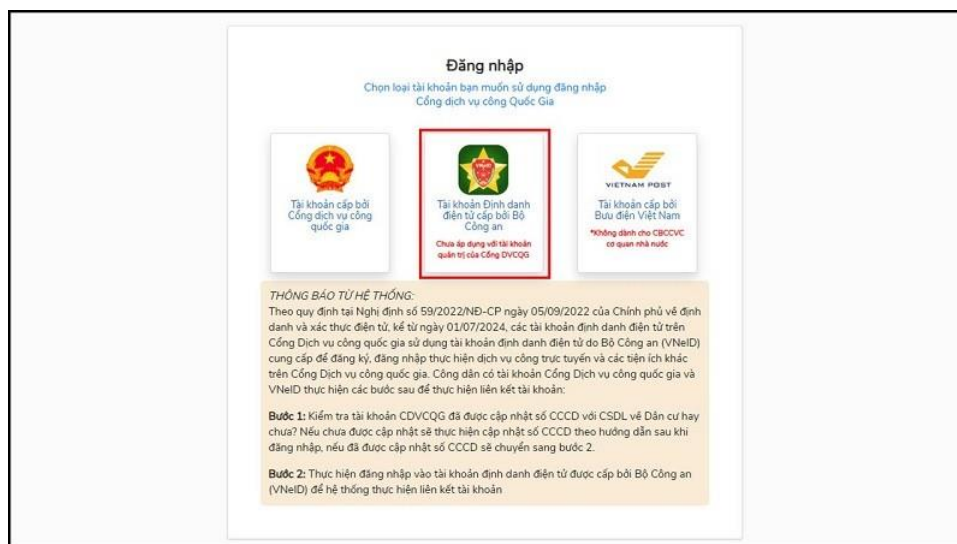 Đăng nhập
Chọn loại tài khoản bạn muốn sử dụng đăng nhập
Cổng dịch vụ công Quốc Gia
Tài khoản cấp bởi
Cổng dịch vụ công
quốc gia
VNeID
Tài khoản Định danh
điện tử cấp bởi Bộ
Công an
Chưa áp dụng với tài khoản
quản trị của Cổng DVCQG
VIETNAM POST
Tài khoản cấp bởi
Bưu điện Việt Nam
*Không dành cho CBCCVC
cơ quan nhà nước
THÔNG BÁO TỪ HỆ THỐNG:
Theo quy định tại Nghị định số 59/2022/NĐ-CP ngày 05/09/2022 của Chính phủ về định
danh và xác thực điện tử, kể từ ngày 01/07/2024, các tài khoản định danh điện tử trên
Cổng Dịch vụ công quốc gia sử dụng tài khoản định danh điện tử do Bộ Công an (VNeID)
cung cấp để đăng ký, đăng nhập thực hiện dịch vụ công trực tuyến và các tiện ích khác
trên Cổng Dịch vụ công quốc gia. Công dân có tài khoản Cổng Dịch vụ công quốc gia và
VNeID thực hiện các bước sau để thực hiện liên kết tài khoản:
Bước 1: Kiểm tra tài khoản CDVCQG đã được cập nhật số CCCD với CSDL về Dân cư hay
chưa? Nếu chưa được cập nhật sẽ thực hiện cập nhật số CCCD theo hướng dẫn sau khi
đăng nhập, nếu đã được cập nhật số CCCD sẽ chuyển sang bước 2.
Bước 2: Thực hiện đăng nhập vào tài khoản định danh điện tử được cấp bởi Bộ Công an
(VNeID) để hệ thống thực hiện liên kết tài khoản